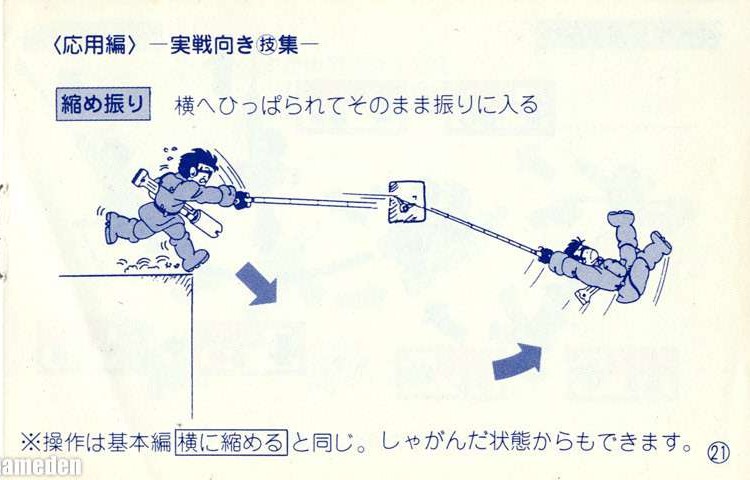 〈応用編〉―実戦向き㊙技集―
縮め振り 横へひっぱられてそのまま振りに入る
※操作は基本編横に縮めると同じ。しゃがんだ状態からもできます。㉑
ameden